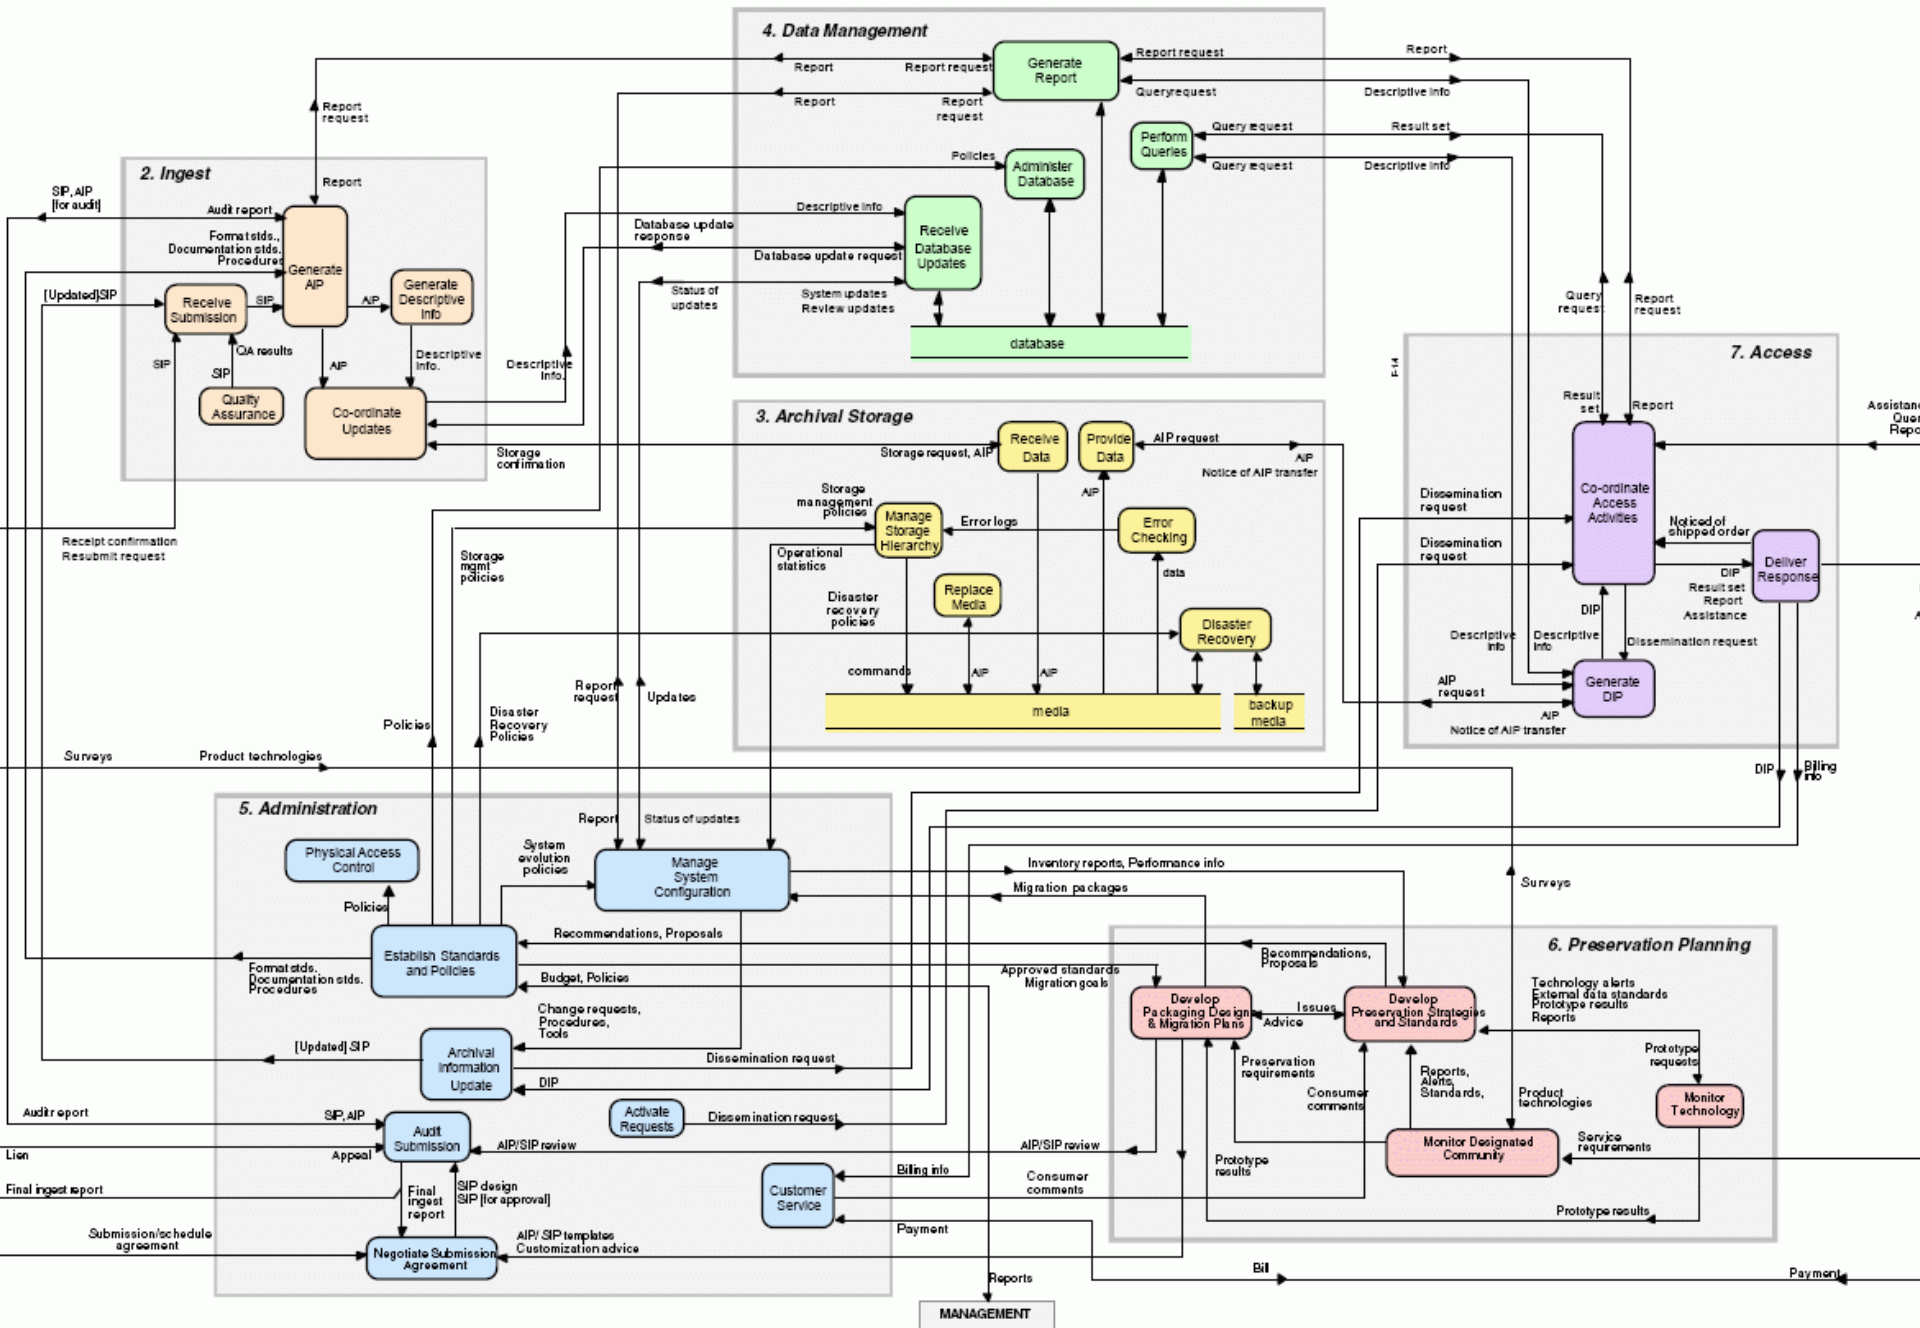 4. Data Management
Generate
Report
Report
Report request
Report request
Report
Report
Report
request
Queryrequest
Descriptive Info
Perform
Queries
Query request
Result set
Query request
Descriptive Info
Policies
Administer
Database
Descriptive Info
Receive
Database
Updates
Database update
response
Database update request
Status of
updates
System updates
Review updates
database
Report
request
2. Ingest
Report
SIP, AIP
[for audit]
Audit report
Format stds.,
Documentation stds.
Procedures
Generate
AIP
Generate
Descriptive
Info
[Updated]SIP
Receive
Submission
SIP
AIP
QA results
SIP
SIP
AIP
Descriptive
Info.
Quality
Assurance
Co-ordinate
Updates
Descriptive
Info.
Storage
confirmation
Receipt confirmation
Resubmit request
3. Archival Storage
Receive
Data
Provide
Data
AIP request
AIP
Notice of AIP transfer
Storage request, AIP
AIP
Storage
management
policies
Manage
Storage
Hierarchy
Error logs
Error
Checking
Operational
statistics
data
Replace
Media
Disaster
recovery
policies
Disaster
Recovery
commands
AIP
AIP
media
backup
media
Storage
mgmt
policies
Report
request
Updates
Policies
Disaster
Recovery
Policies
F-14
7. Access
Query
request
Report
request
Result
set
Report
Co-ordinate
Access
Activities
Dissemination
request
Dissemination
request
Noticed of
shipped order
Deliver
Response
DIP
Result set
Report
Assistance
DIP
Descriptive
Info
Descriptive
Info
Dissemination request
Generate
DIP
AIP
request
AIP
Notice of AIP transfer
DIP
Billing
info
Surveys
Product technologies
5. Administration
Report
Status of updates
Physical Access
Control
System
evolution
policies
Manage
System
Configuration
Inventory reports, Performance info
Migration packages
Policies
Establish Standards
and Policies
Recommendations, Proposals
Budget, Policies
Format stds.
Documentation stds.
Procedures
Change requests,
Procedures,
Tools
[Updated] SIP
Archival
Information
Update
Dissemination request
DIP
Activate
Requests
Dissemination request
Audit report
SIP, AIP
Audit
Submission
AIP/SIP review
AIP/SIP review
Lien
Appeal
Final ingest report
Final
ingest
report
SIP design
SIP [for approval]
Customer
Service
Billing info
Consumer
comments
Payment
Submission/schedule
agreement
Negotiate Submission
Agreement
AIP/ SIP templates
Customization advice
Reports
MANAGEMENT
Bill
Payment
Surveys
6. Preservation Planning
Recommendations,
Proposals
Approved standards
Migration goals
Develop
Packaging Design
& Migration Plans
Issues
Advice
Develop
Preservation Strategies
and Standards
Technology alerts
External data standards
Prototype results
Reports
Prototype
requests
Preservation
requirements
Consumer
comments
Reports,
Alerts,
Standards,
Product
technologies
Monitor
Technology
Monitor Designated
Community
Service
requirements
Prototype
results
Prototype results